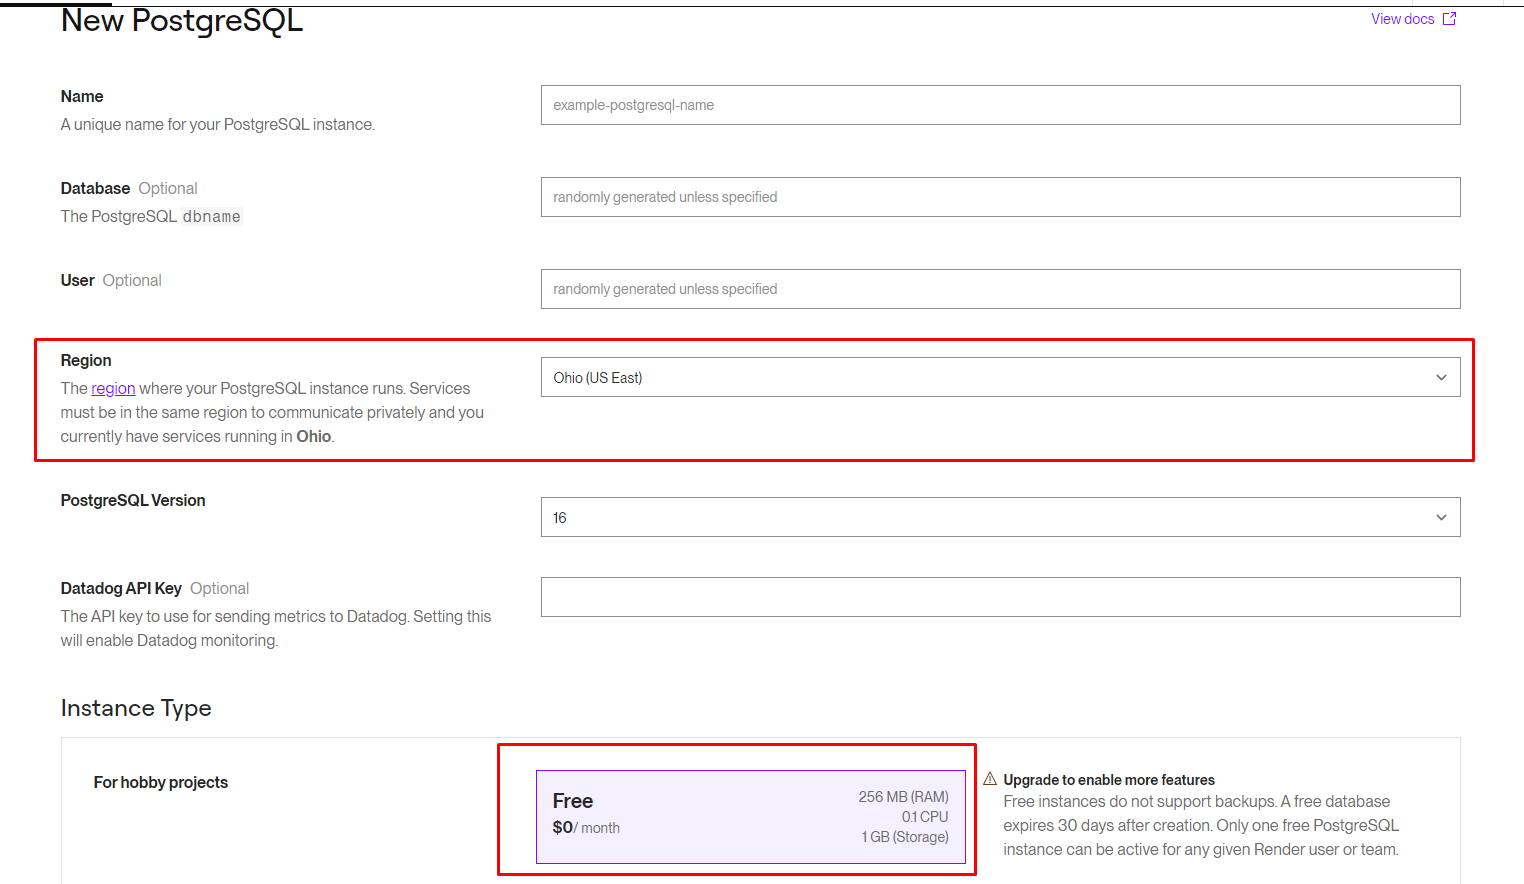 New PostgreSQL
View docs
Name
A unique name for your PostgreSQL instance.
example-postgresql-name
Database Optional
The PostgreSQL dbname
randomly generated unless specified
User Optional
randomly generated unless specified
Region
The region where your PostgreSQL instance runs. Services
must be in the same region to communicate privately and you
currently have services running in Ohio.
Ohio (US East)
PostgreSQL Version
16
Datadog API Key Optional
The API key to use for sending metrics to Datadog. Setting this
will enable Datadog monitoring.
Instance Type
For hobby projects
Free
$0/ month
256 MB (RAM)
0.1 CPU
1 GB (Storage)
Upgrade to enable more features
Free instances do not support backups. A free database
expires 30 days after creation. Only one free PostgreSQL
instance can be active for any given Render user or team.